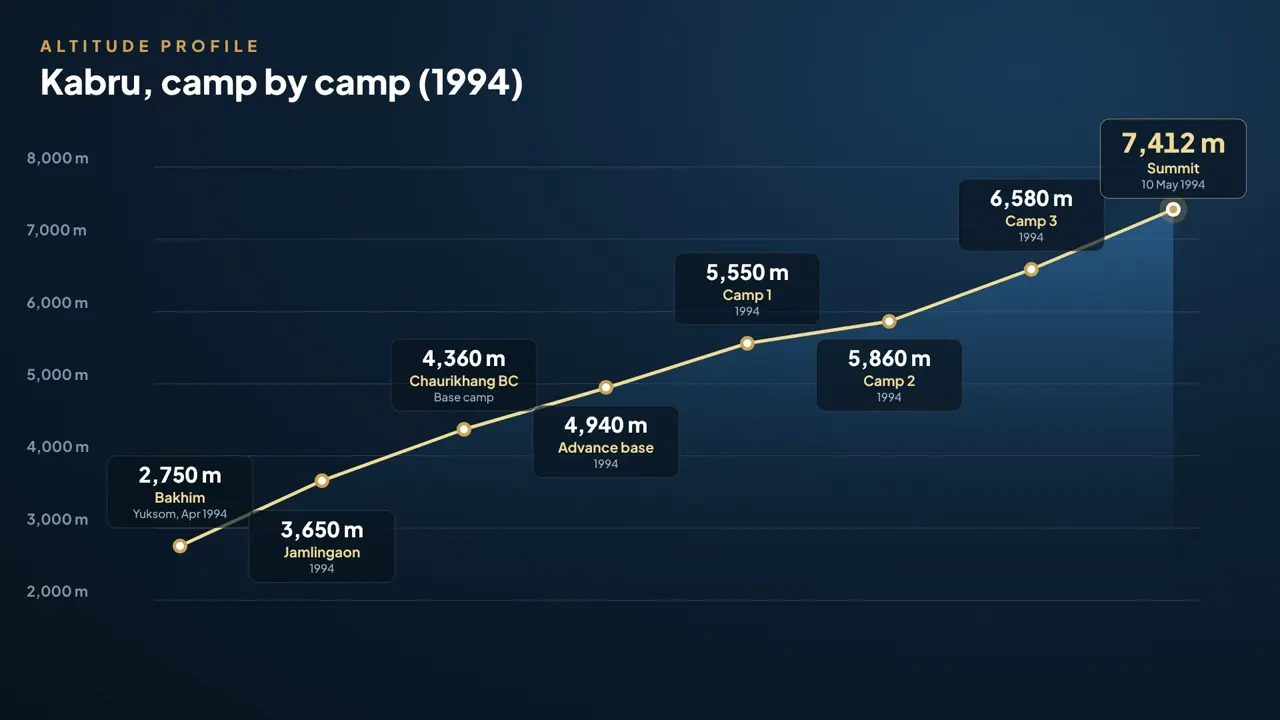 ALTITUDE PROFILE
Kabru, camp by camp (1994)
8,000 m
7,000 m
6,000 m
5,000 m
4,000 m
3,000 m
2,000 m
2,750 m
Bakhim
Yuksom, Apr 1994
3,650 m
Jamlingaon
1994
4,360 m
Chaurikhang BC
Base camp
4,940 m
Advance base
1994
5,550 m
Camp 1
1994
5,860 m
Camp 2
1994
6,580 m
Camp 3
1994
7,412 m
Summit
10 May 1994